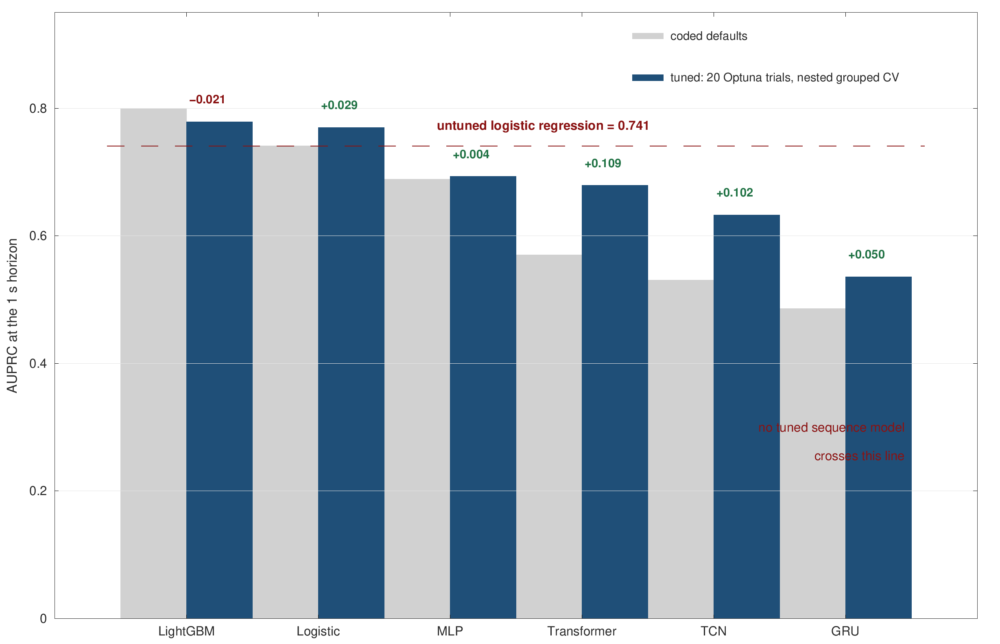 coded defaults
tuned: 20 Optuna trials, nested grouped CV
−0.021
+0.029
0.8
untuned logistic regression = 0.741
+0.004
+0.109
+0.102
0.6
+0.050
AUPRC at the 1 s horizon
0.4
no tuned sequence model
crosses this line
0.2
0
LightGBM
Logistic
MLP
Transformer
TCN
GRU